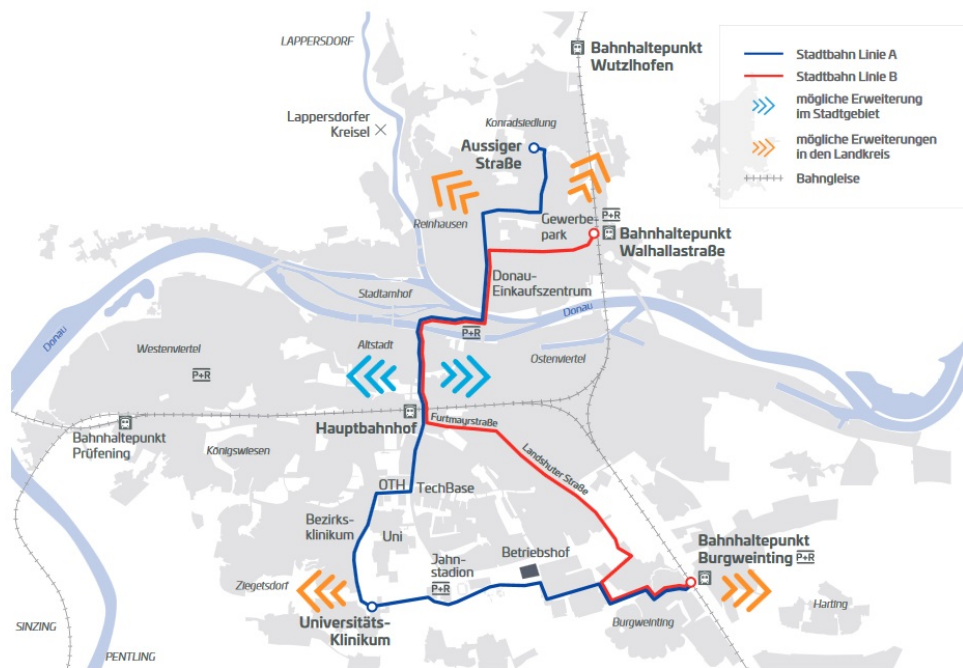 LAPPERSDORF
Bahnhaltepunkt
Wutzlhofen
Stadtbahn Linie A
Stadtbahn Linie B
mögliche Erweiterung
im Stadtgebiet
mögliche Erweiterungen
in den Landkreis
Bahngleise
Lappersdorfer
Kreisel
Konradsiedlung
Aussiger
Straße
Reinhausen
Gewerbe-
park
P+R
Bahnhaltepunkt
Walhallastraße
Donau-
Einkaufszentrum
Stadtamhof
Donau
Donau
P+R
Westenviertel
P+R
Altstadt
Ostenviertel
Hauptbahnhof
Furtmayrstraße
Bahnhaltepunkt
Prüfening
Königswiesen
Landshuter Straße
OTH
TechBase
Bezirks-
klinikum
Uni
Jahn-
stadion
P+R
Betriebshof
Bahnhaltepunkt
Burgweinting P+R
Ziegetsdorf
Universitäts-
Klinikum
Burgweinting
Harting
SINZING
PENTLING